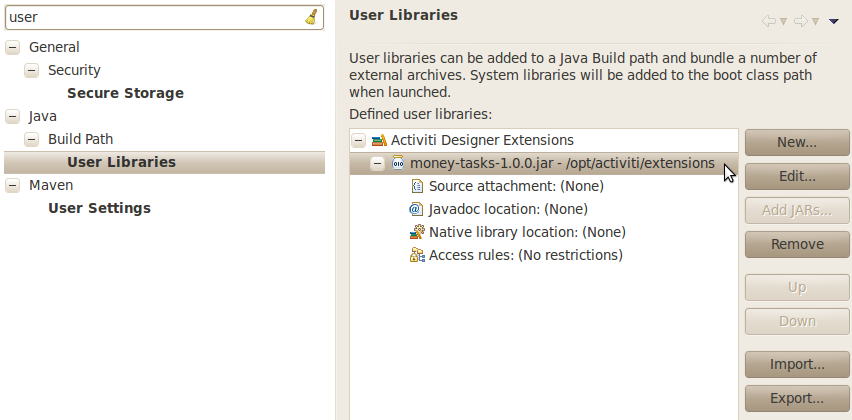 user
General
Security
Secure Storage
Java
Build Path
User Libraries
Maven
User Settings
User Libraries
User libraries can be added to a Java Build path and bundle a number of
external archives. System libraries will be added to the boot class path
when launched.
Defined user libraries:
Activiti Designer Extensions
money-tasks-1.0.0.jar - /opt/activiti/extensions
Source attachment: (None)
Javadoc location: (None)
Native library location: (None)
Access rules: (No restrictions)
New...
Edit...
Add JARs...
Remove
Up
Down
Import...
Export...